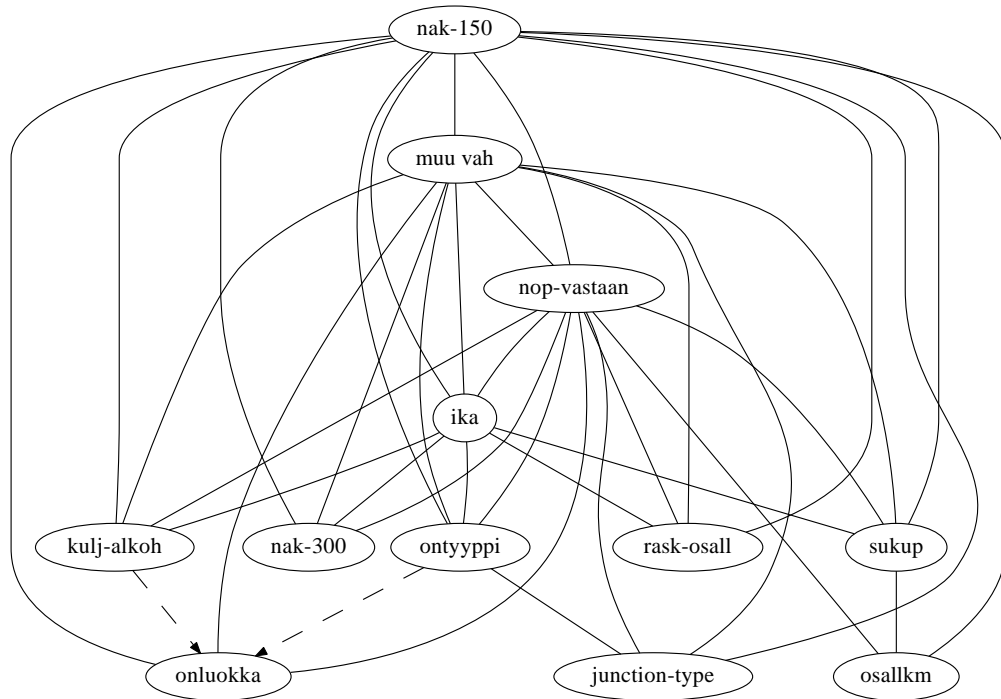 nak-150
muu vah
nop-vastaan
ika
kulj-alkoh
nak-300
ontyyppi
rask-osall
sukup
onluokka
junction-type
osallkm